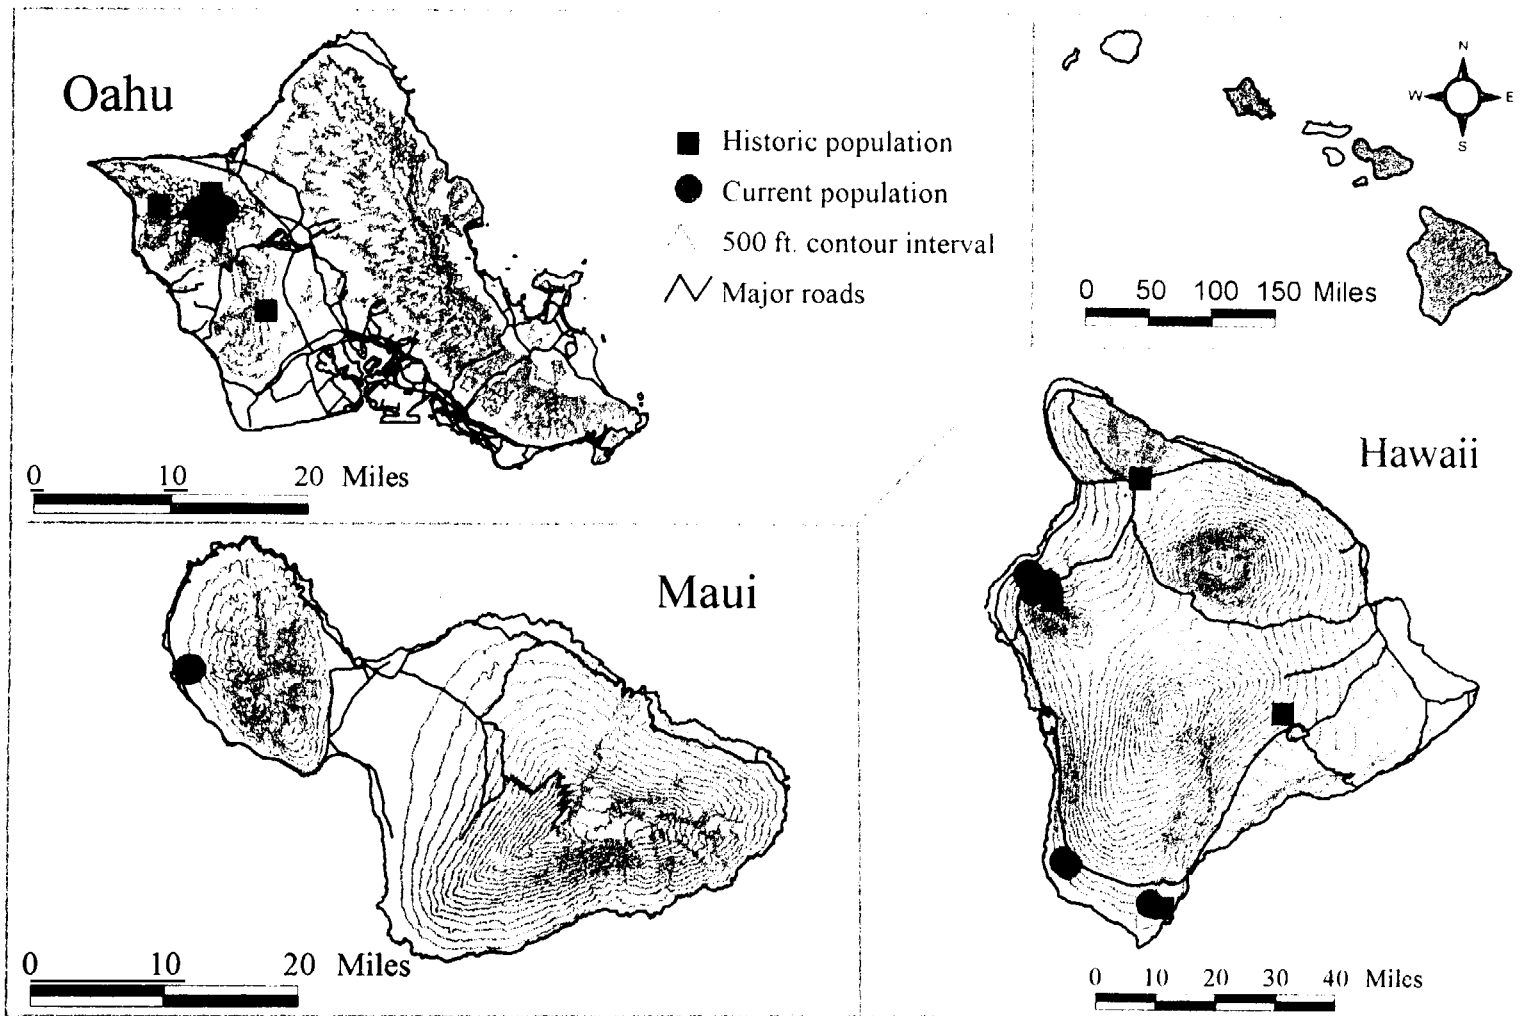 Oahu
Historic population
Current population
500 ft. contour interval
Major roads
0 10 20 Miles
N
W E
S
0 50 100 150 Miles
Maui
0 10 20 Miles
Hawaii
0 10 20 30 40 Miles